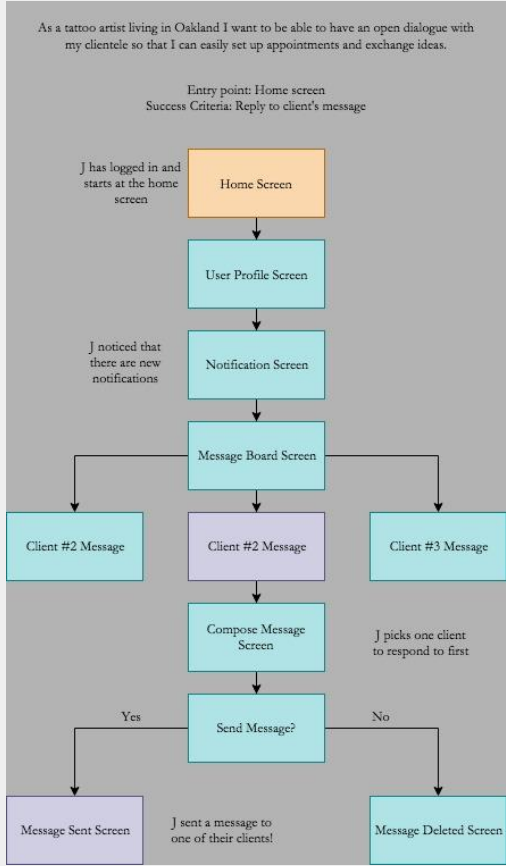 As a tattoo artist living in Oakland I want to be able to have an open dialogue with
my clientele so that I can easily set up appointments and exchange ideas.
Entry point: Home screen
Success Criteria: Reply to client's message
J has logged in and
starts at the home
screen
Home Screen
User Profile Screen
J noticed that
there are new
notifications
Notification Screen
Message Board Screen
Client #2 Message
Client #2 Message
Client #3 Message
Compose Message
Screen
J picks one client
to respond to first
Yes
Send Message?
No
Message Sent Screen
J sent a message to
one of their clients!
Message Deleted Screen